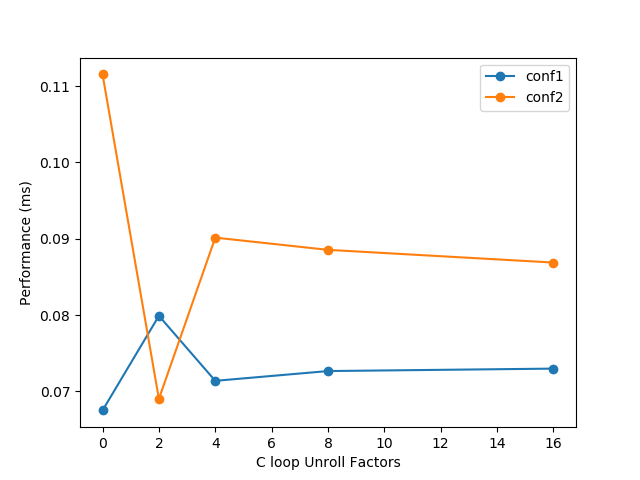 conf1
conf2
0.11
0.10
0.09
0.08
0.07
Performance (ms)
0 2 4 6 8 10 12 14 16
C loop Unroll Factors